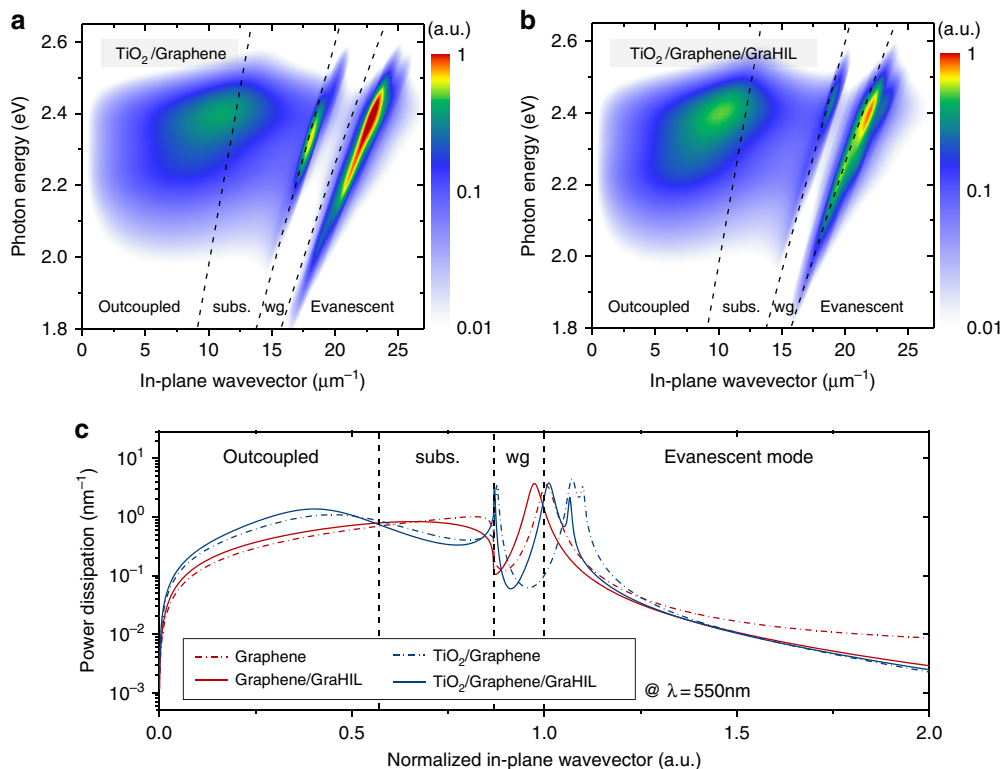 a
(a.u.)
TiO₂/Graphene
2.6
2.4
2.2
2.0
1.8
Photon energy (eV)
Outcoupled subs. wg. Evanescent
0 5 10 15 20 25
In-plane wavevector (μm⁻¹)
1
0.1
0.01
b
(a.u.)
TiO₂/Graphene/GraHIL
2.6
2.4
2.2
2.0
1.8
Photon energy (eV)
Outcoupled subs. wg Evanescent
0 5 10 15 20 25
In-plane wavevector (μm⁻¹)
1
0.1
0.01
c
Outcoupled subs. wg Evanescent mode
10¹
10⁰
10⁻¹
10⁻²
10⁻³
Power dissipation (nm⁻¹)
Graphene TiO₂/Graphene
Graphene/GraHIL TiO₂/Graphene/GraHIL
@ λ=550nm
0.0 0.5 1.0 1.5 2.0
Normalized in-plane wavevector (a.u.)